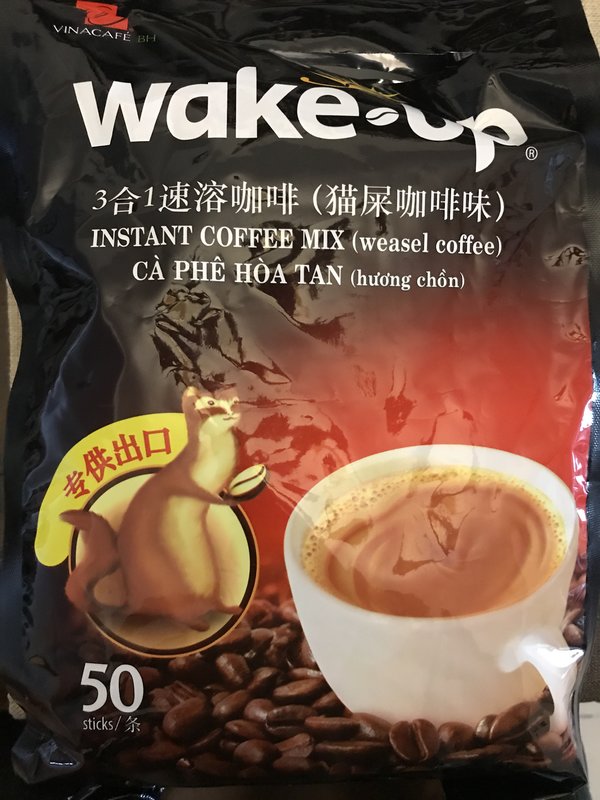 VINACAFÉ BH
wake-up®
3合1速溶咖啡 (猫屎咖啡味)
INSTANT COFFEE MIX (weasel coffee)
CÀ PHÊ HÒA TAN (hương chồn)
专供出口
50
sticks/条